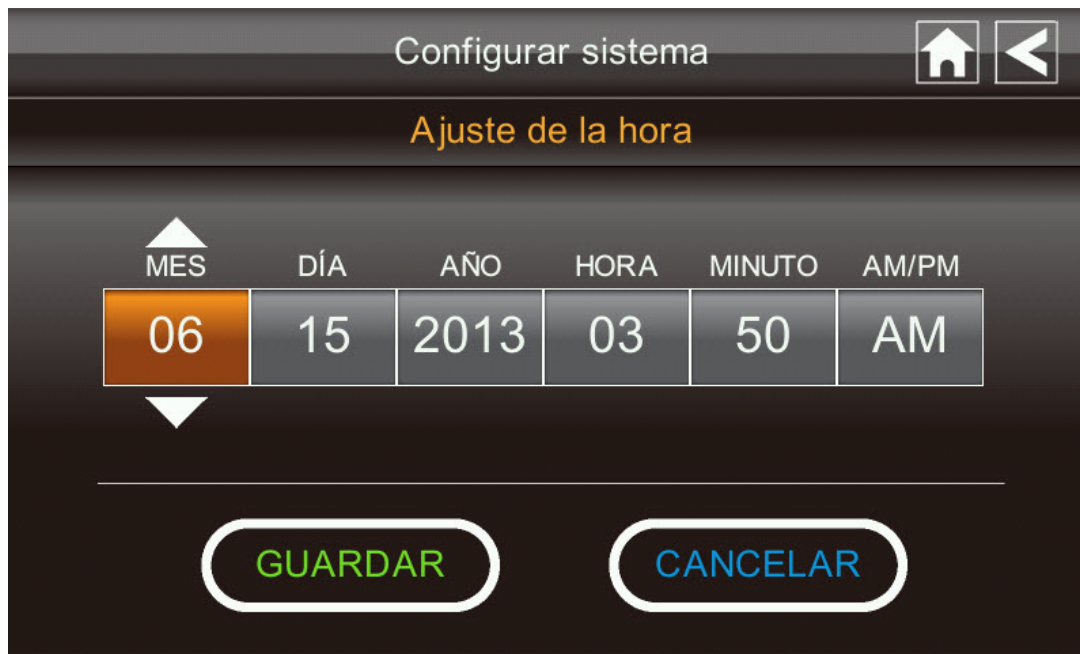 Configurar sistema
Ajuste de la hora
MES DÍA AÑO HORA MINUTO AM/PM
06 15 2013 03 50 AM
GUARDAR CANCELAR